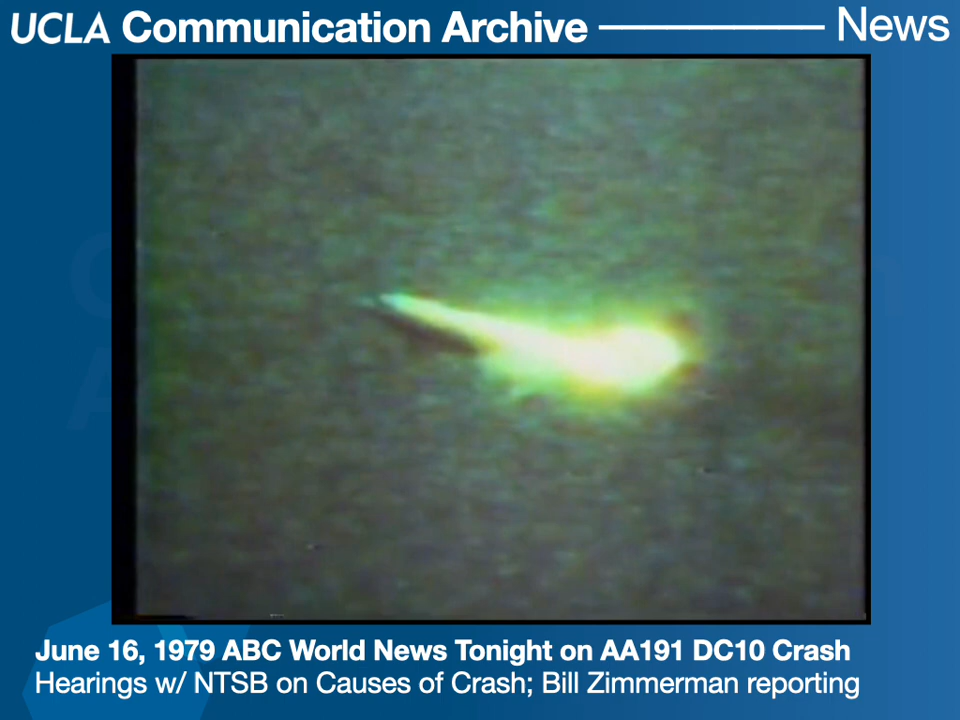 UCLA Communication Archive
News
June 16, 1979 ABC World News Tonight on AA191 DC10 Crash
Hearings w/ NTSB on Causes of Crash; Bill Zimmerman reporting